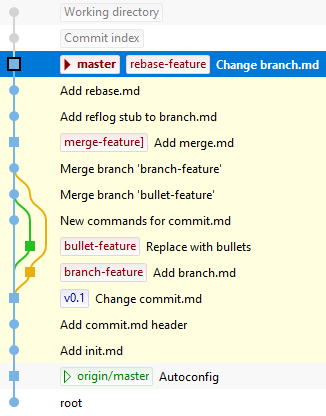 Working directory
Commit index
master rebase-feature Change branch.md
Add rebase.md
Add reflog stub to branch.md
merge-feature] Add merge.md
Merge branch 'branch-feature'
Merge branch 'bullet-feature'
New commands for commit.md
bullet-feature Replace with bullets
branch-feature Add branch.md
v0.1 Change commit.md
Add commit.md header
Add init.md
origin/master Autoconfig
root